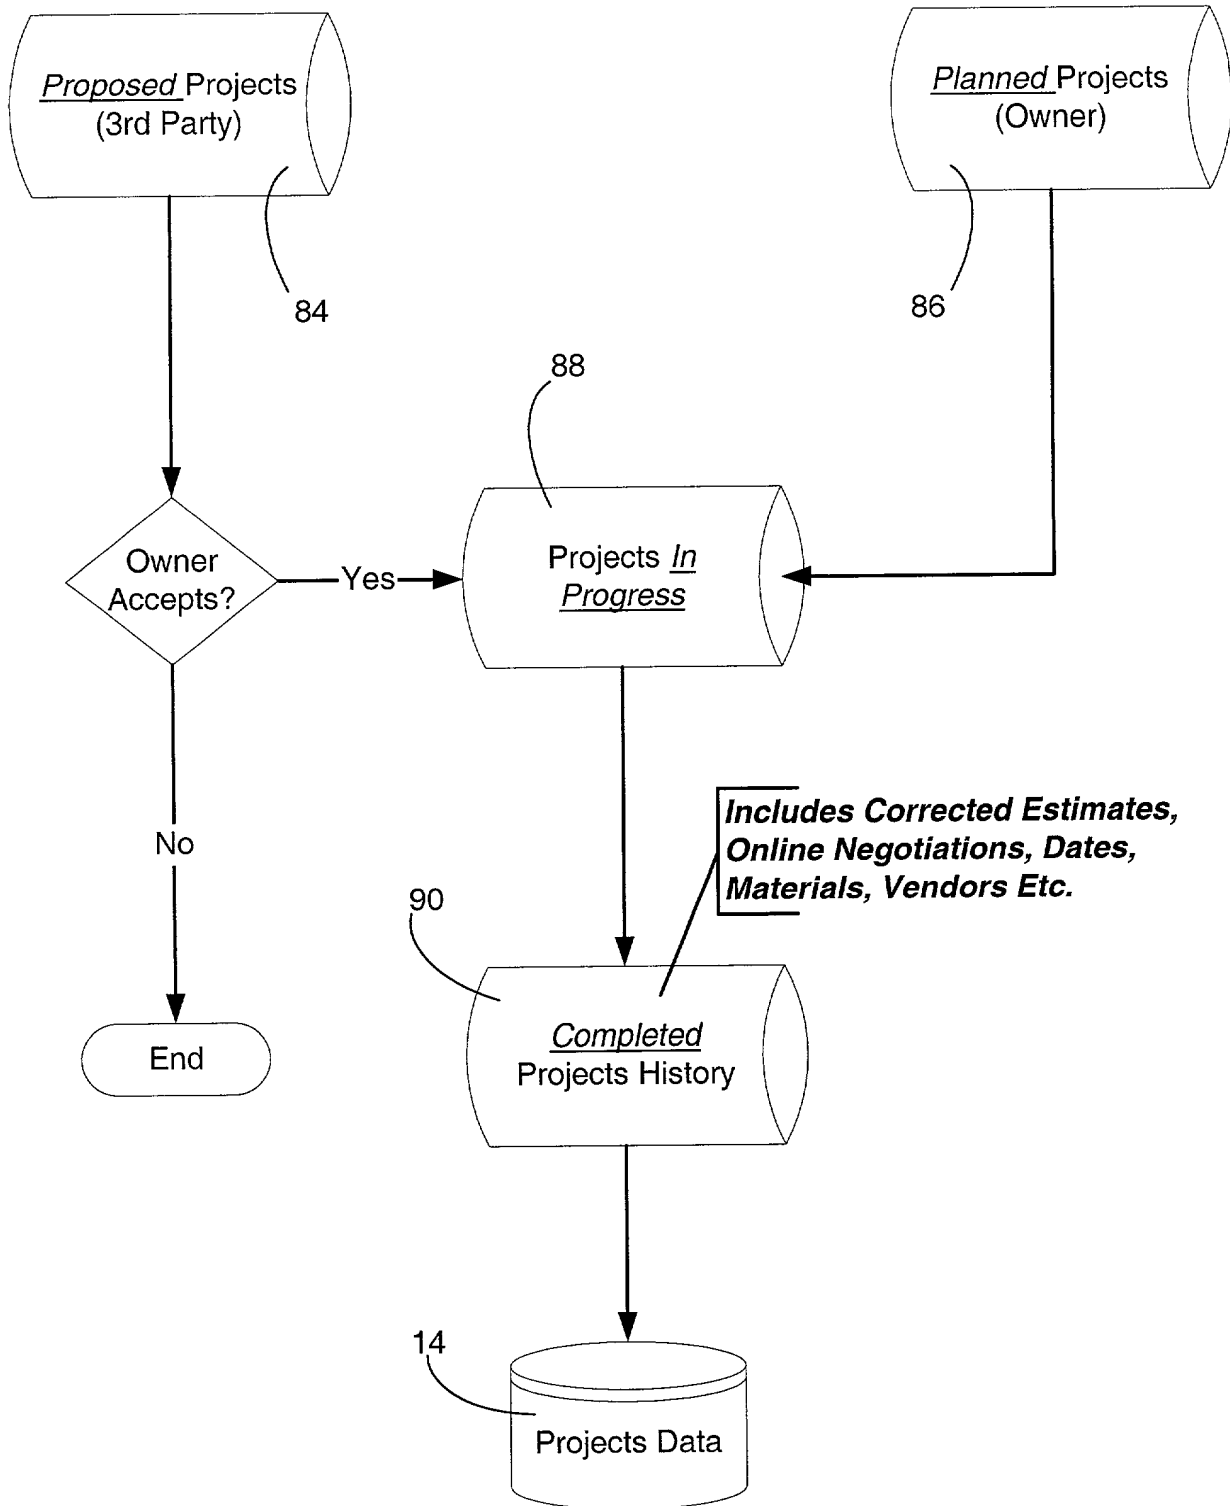 Proposed Projects
(3rd Party)
Planned Projects
(Owner)
84
86
88
Owner
Accepts?
Yes
Projects In
Progress
No
Includes Corrected Estimates,
Online Negotiations, Dates,
Materials, Vendors Etc.
90
Completed
Projects History
End
14
Projects Data